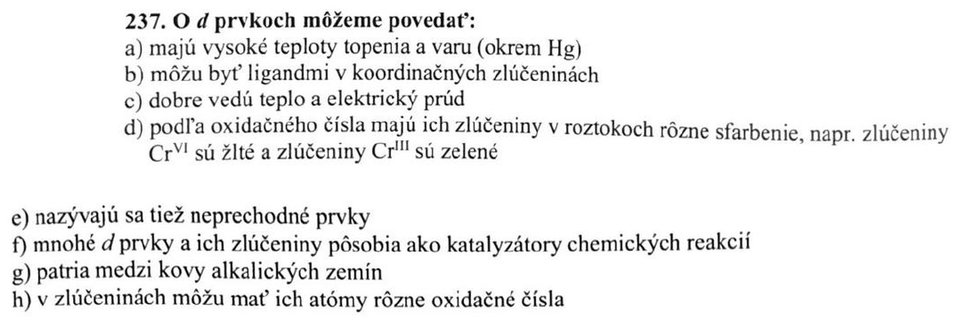 237. O d prvkoch môžeme povedať:
a) majú vysoké teploty topenia a varu (okrem Hg)
b) môžu byť ligandmi v koordinačných zlúčeninách
c) dobre vedú teplo a elektrický prúd
d) podľa oxidačného čísla majú ich zlúčeniny v roztokoch rôzne sfarbenie, napr. zlúčeniny
Crⱽᴵ sú žlté a zlúčeniny Crᴵᴵᴵ sú zelené
e) nazývajú sa tiež neprechodné prvky
f) mnohé d prvky a ich zlúčeniny pôsobia ako katalyzátory chemických reakcií
g) patria medzi kovy alkalických zemín
h) v zlúčeninách môžu mať ich atómy rôzne oxidačné čísla